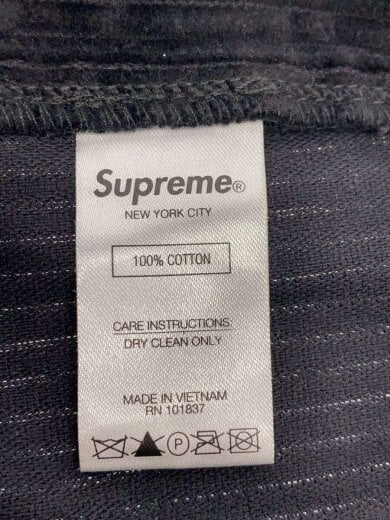 Supreme®
NEW YORK CITY
100% COTTON
CARE INSTRUCTIONS
DRY CLEAN ONLY
MADE IN VIETNAM
RN 101837
P